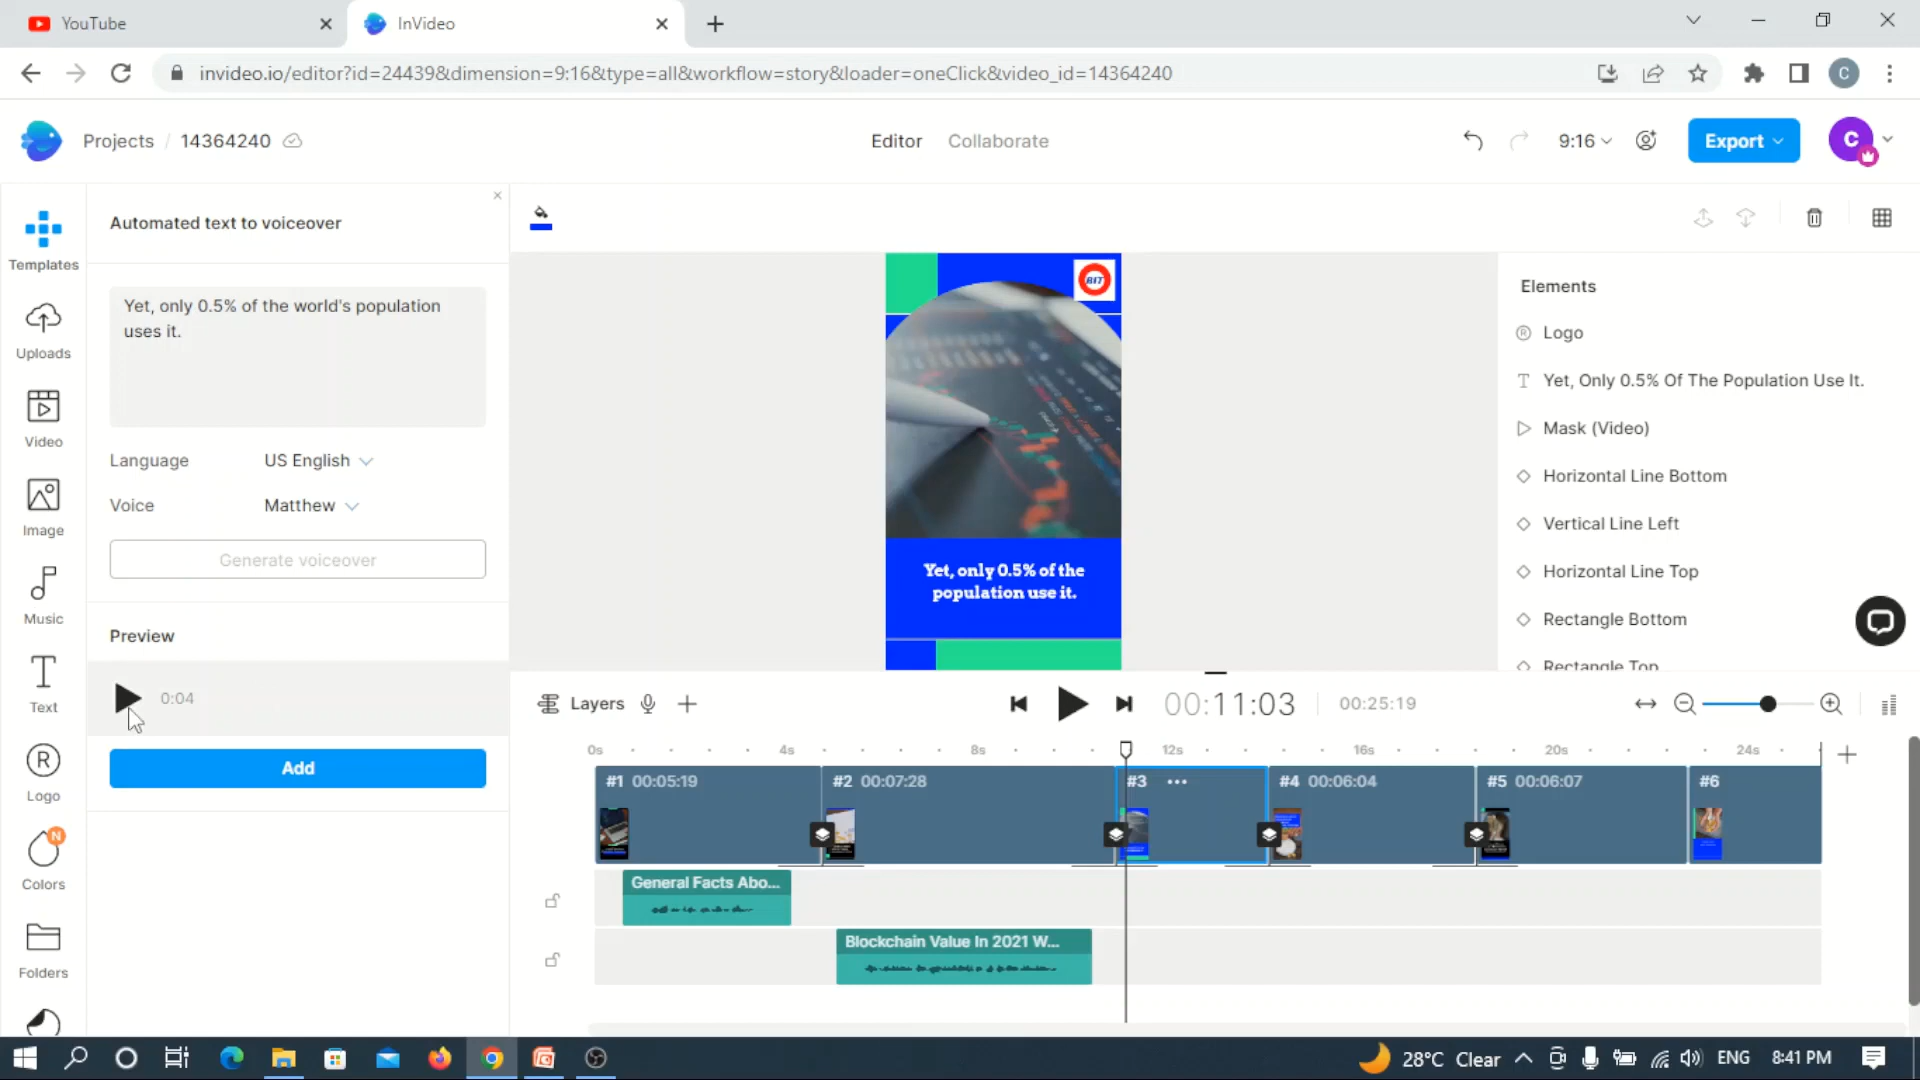 YouTube
InVideo
invideo.io/editor?id=24439&dimension=9:16&type=all&workflow=story&loader=oneClick&video_id=14364240
C
Projects / 14364240
Editor
Collaborate
9:16
Export
C
Templates
Uploads
Video
Image
Music
Text
Logo
N
Colors
Folders
Automated text to voiceover
Yet, only 0.5% of the world's population
uses it.
Language
US English
Voice
Matthew
Generate voiceover
Preview
0:04
Add
BIT
Yet, only 0.5% of the
population use it.
Elements
Logo
Yet, Only 0.5% Of The Population Use It.
Mask (Video)
Horizontal Line Bottom
Vertical Line Left
Horizontal Line Top
Rectangle Bottom
Rectangle Top
Layers
00:11:03
00:25:19
0s
4s
8s
12s
16s
20s
24s
#1 00:05:19
#2 00:07:28
#3
#4 00:06:04
#5 00:06:07
#6
General Facts Abo...
Blockchain Value In 2021 W...
28°C Clear
ENG
8:41 PM